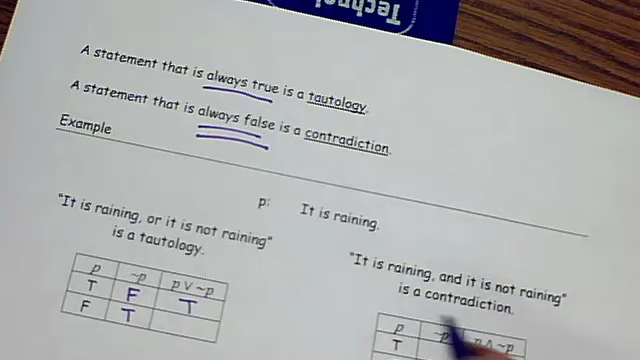 A statement that is always true is a tautology.
A statement that is always false is a contradiction.
Example
p: It is raining.
"It is raining, or it is not raining"
is a tautology.
p ~p p ∨ ~p
T F T
F T
"It is raining, and it is not raining"
is a contradiction.
p ~p p ∧ ~p
T